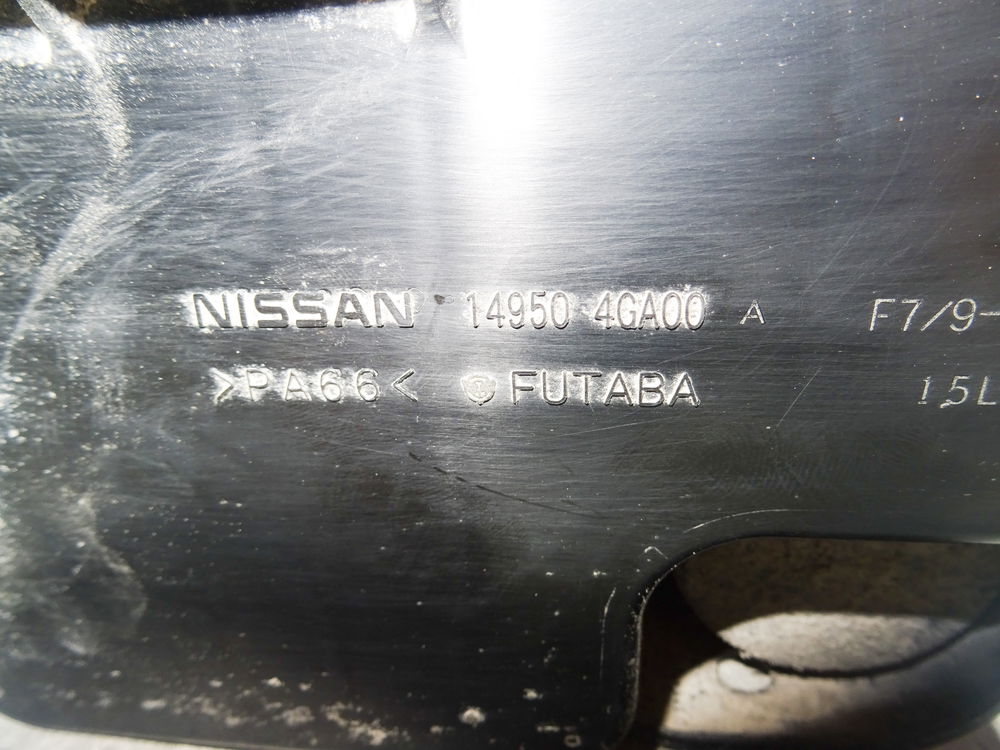 NISSAN 14950 4GA00 A F7/9-
>PA66< FUTABA 15L